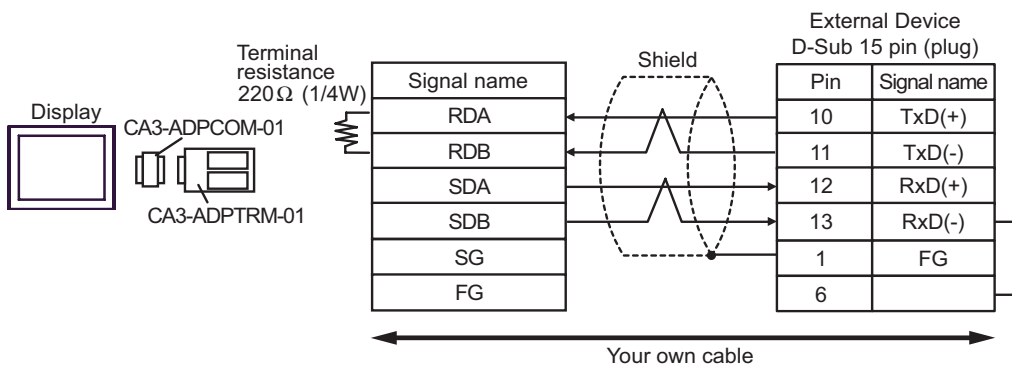 External Device
D-Sub 15 pin (plug)
Terminal
resistance
220Ω (1/4W)
Shield
Display
CA3-ADPCOM-01
CA3-ADPTRM-01
Signal name
RDA
RDB
SDA
SDB
SG
FG
Pin Signal name
10 TxD(+)
11 TxD(-)
12 RxD(+)
13 RxD(-)
1 FG
6
Your own cable